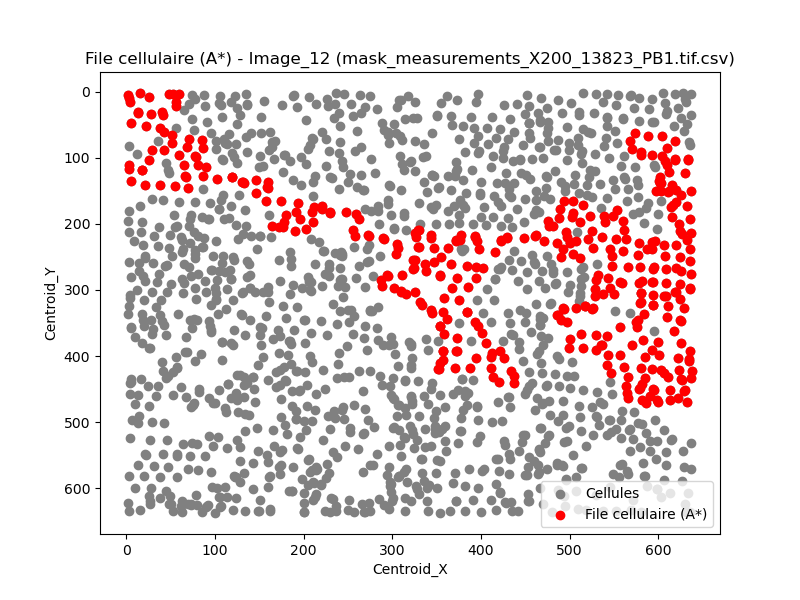 File cellulaire (A*) - Image_12 (mask_measurements_X200_13823_PB1.tif.csv)
0
100
200
300
400
500
600
Centroid_Y
0
100
200
300
400
500
600
Centroid_X
Cellules
File cellulaire (A*)